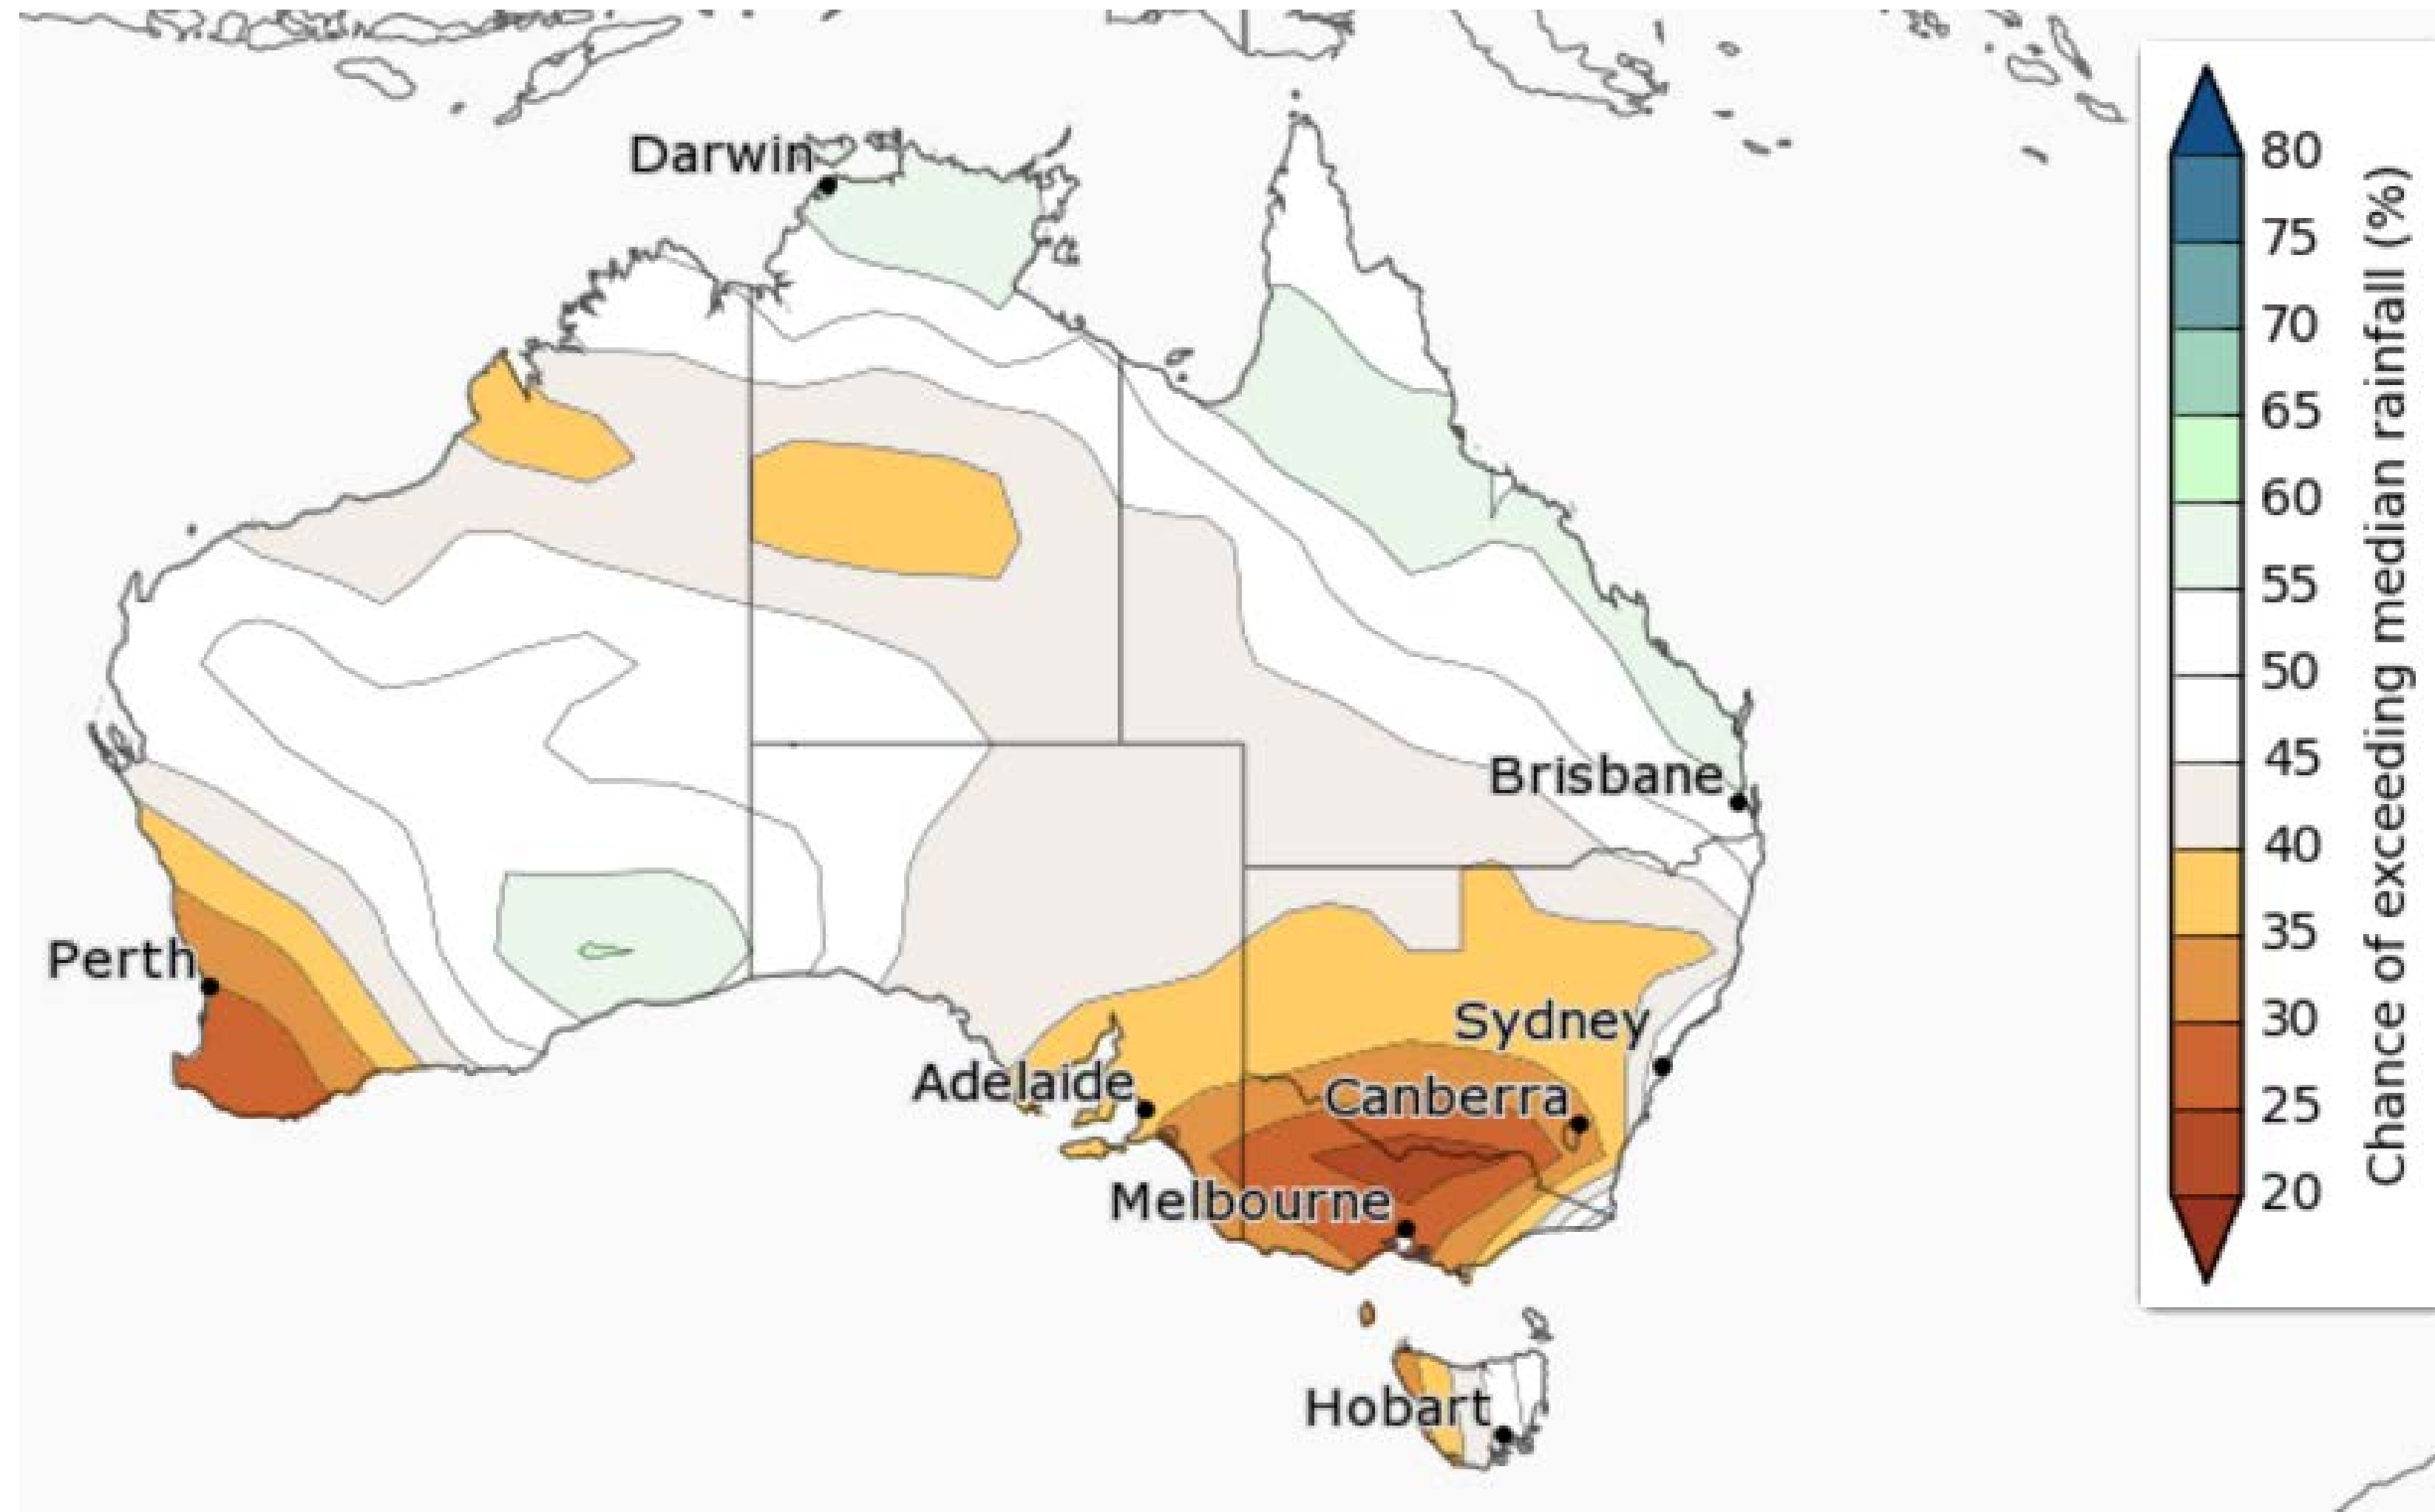 Darwin
Brisbane
Perth
Sydney
Adelaide
Canberra
Melbourne
Hobart
80
75
70
65
60
55
50
45
40
35
30
25
20
Chance of exceeding median rainfall (%)